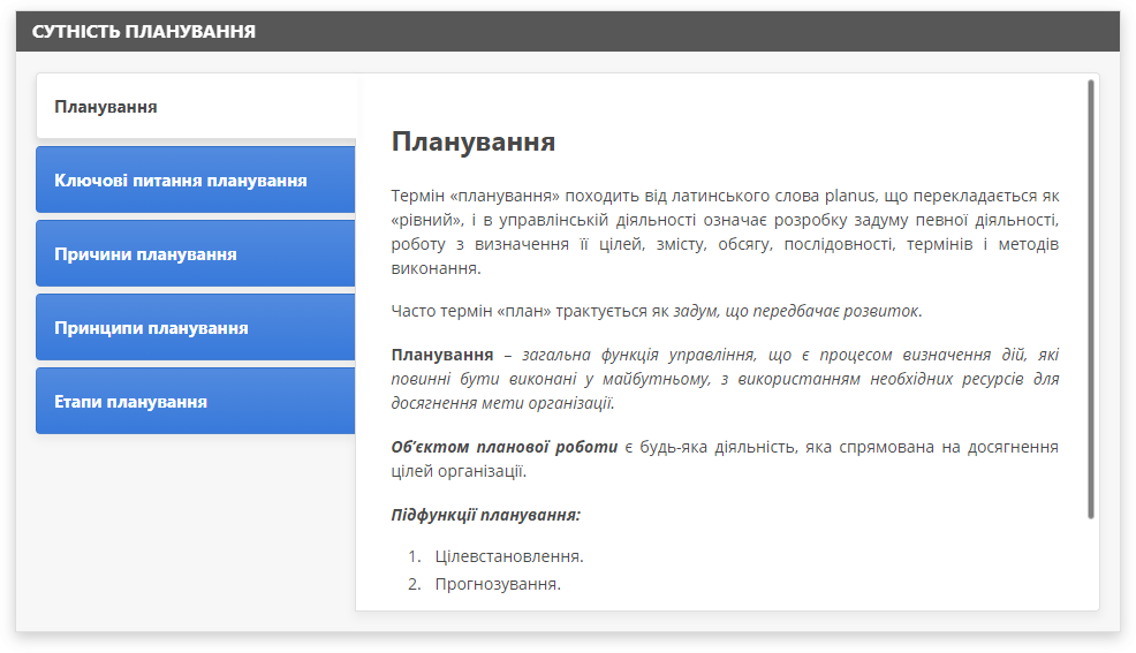 СУТНІСТЬ ПЛАНУВАННЯ
Планування
Ключові питання планування
Причини планування
Принципи планування
Етапи планування
Планування
Термін «планування» походить від латинського слова planus, що перекладається як
«рівний», і в управлінській діяльності означає розробку задуму певної діяльності,
роботу з визначення її цілей, змісту, обсягу, послідовності, термінів і методів
виконання.
Часто термін «план» трактується як задум, що передбачає розвиток.
Планування – загальна функція управління, що є процесом визначення дій, які
повинні бути виконані у майбутньому, з використанням необхідних ресурсів для
досягнення мети організації.
Об’єктом планової роботи є будь-яка діяльність, яка спрямована на досягнення
цілей організації.
Підфункції планування:
1. Цілевстановлення.
2. Прогнозування.